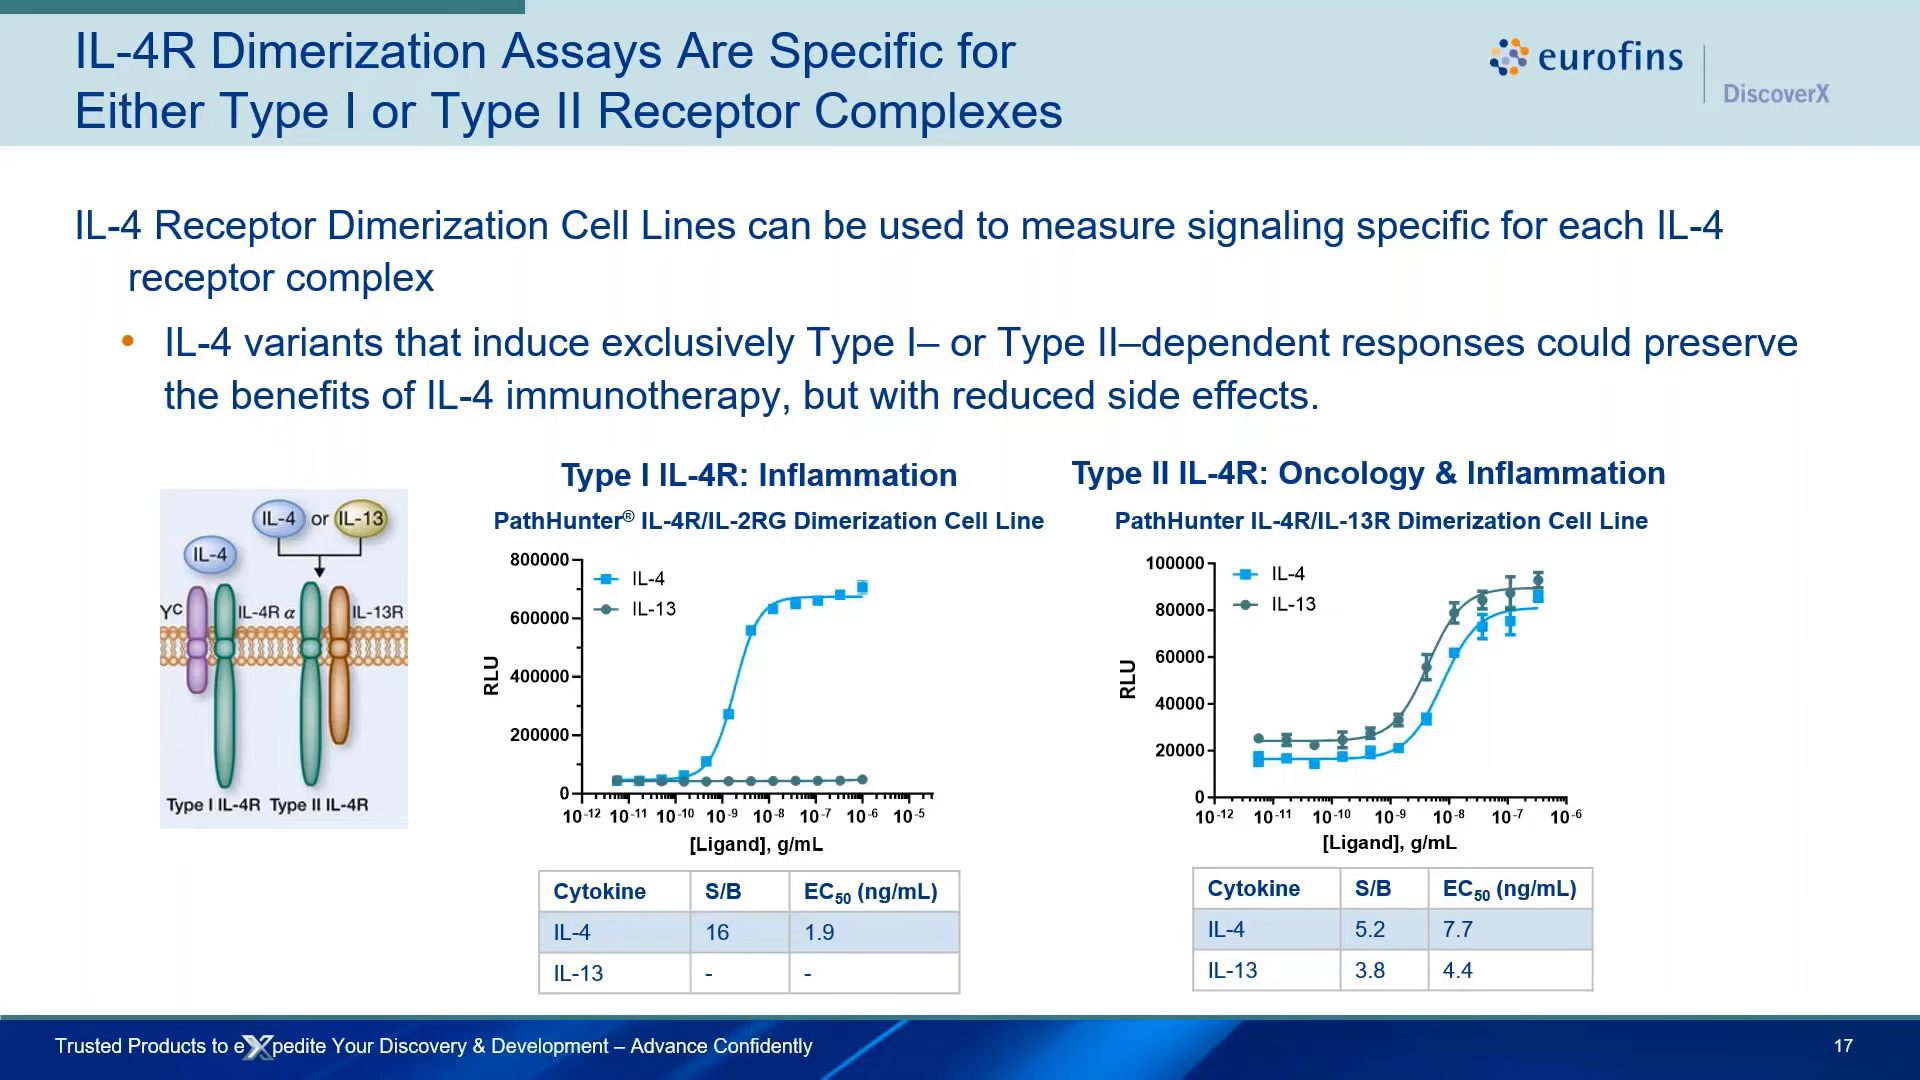 IL-4R Dimerization Assays Are Specific for
Either Type I or Type II Receptor Complexes
eurofins
DiscoverX
IL-4 Receptor Dimerization Cell Lines can be used to measure signaling specific for each IL-4
receptor complex
• IL-4 variants that induce exclusively Type I– or Type II–dependent responses could preserve
the benefits of IL-4 immunotherapy, but with reduced side effects.
IL-4 or IL-13
IL-4
γC
IL-4R α
IL-13R
Type I IL-4R Type II IL-4R
Type I IL-4R: Inflammation
PathHunter® IL-4R/IL-2RG Dimerization Cell Line
IL-4
IL-13
800000
600000
400000
200000
0
RLU
10-12 10-11 10-10 10-9 10-8 10-7 10-6 10-5
[Ligand], g/mL
Cytokine S/B EC50 (ng/mL)
IL-4 16 1.9
IL-13 - -
Type II IL-4R: Oncology & Inflammation
PathHunter IL-4R/IL-13R Dimerization Cell Line
IL-4
IL-13
100000
80000
60000
40000
20000
0
RLU
10-12 10-11 10-10 10-9 10-8 10-7 10-6
[Ligand], g/mL
Cytokine S/B EC50 (ng/mL)
IL-4 5.2 7.7
IL-13 3.8 4.4
Trusted Products to eXpedite Your Discovery & Development – Advance Confidently
17